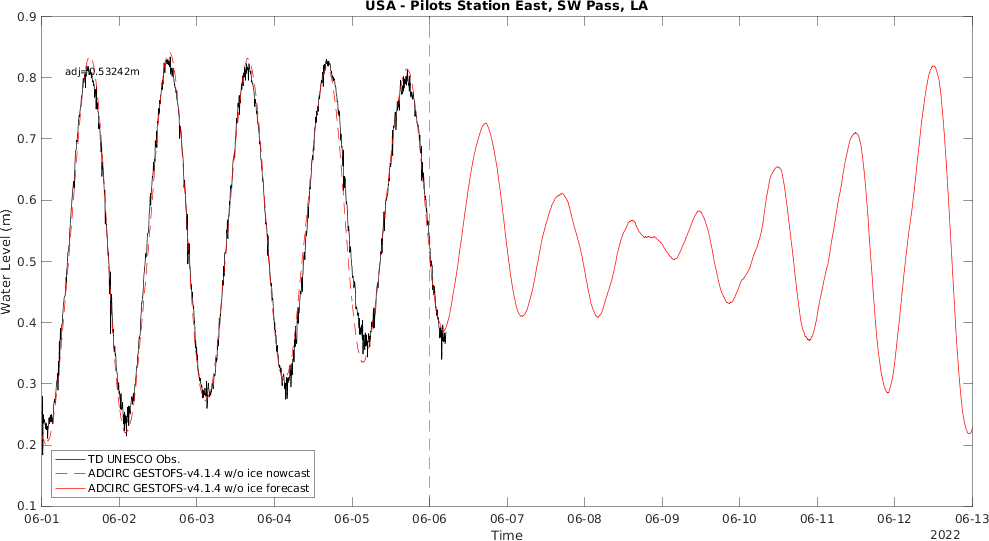 USA - Pilots Station East, SW Pass, LA
adj=0.53242m
Water Level (m)
0.9
0.8
0.7
0.6
0.5
0.4
0.3
0.2
0.1
TD UNESCO Obs.
ADCIRC GESTOFS-v4.1.4 w/o ice nowcast
ADCIRC GESTOFS-v4.1.4 w/o ice forecast
06-01 06-02 06-03 06-04 06-05 06-06 06-07 06-08 06-09 06-10 06-11 06-12 06-13
Time
2022